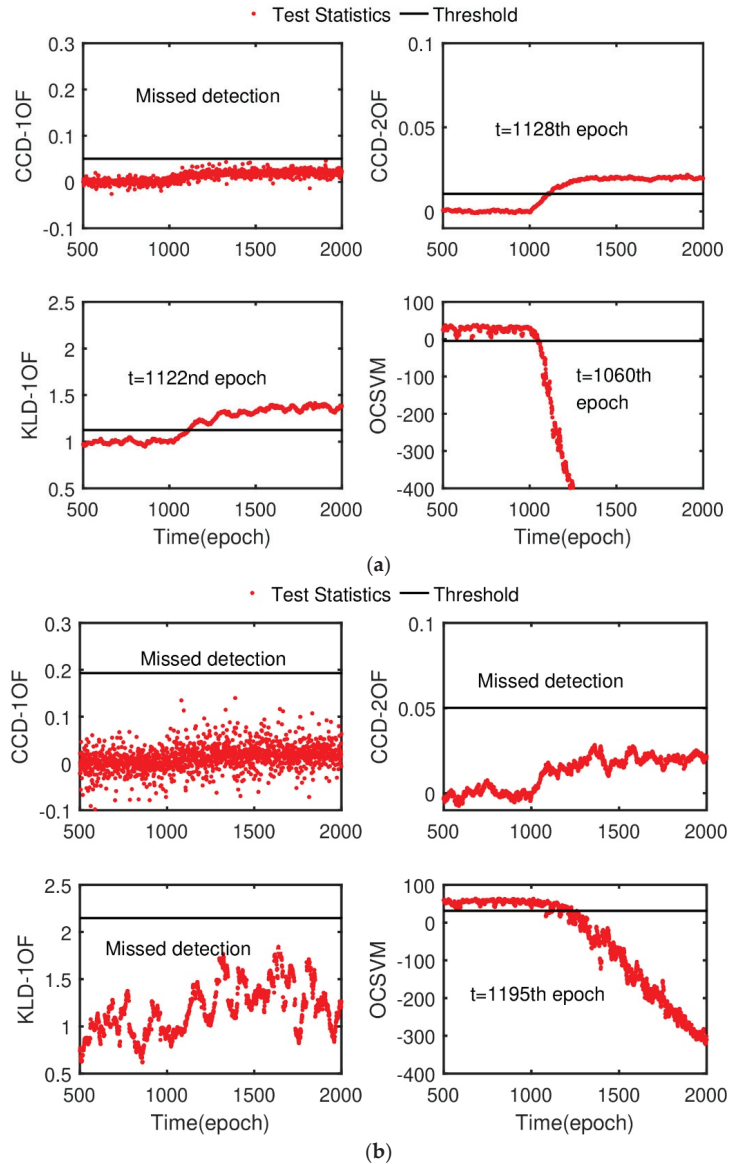 Test Statistics Threshold
CCD-1OF
0.3
0.2
0.1
0
-0.1
Missed detection
500 1000 1500 2000
CCD-2OF
0.1
0.05
0
t=1128th epoch
500 1000 1500 2000
KLD-1OF
2.5
2
1.5
1
0.5
t=1122nd epoch
500 1000 1500 2000
Time(epoch)
OCSVM
100
0
-100
-200
-300
-400
t=1060th
epoch
500 1000 1500 2000
Time(epoch)
(a)
Test Statistics Threshold
CCD-1OF
0.3
0.2
0.1
0
-0.1
Missed detection
500 1000 1500 2000
CCD-2OF
0.1
0.05
0
Missed detection
500 1000 1500 2000
KLD-1OF
2.5
2
1.5
1
0.5
Missed detection
500 1000 1500 2000
Time(epoch)
OCSVM
100
0
-100
-200
-300
-400
t=1195th epoch
500 1000 1500 2000
Time(epoch)
(b)